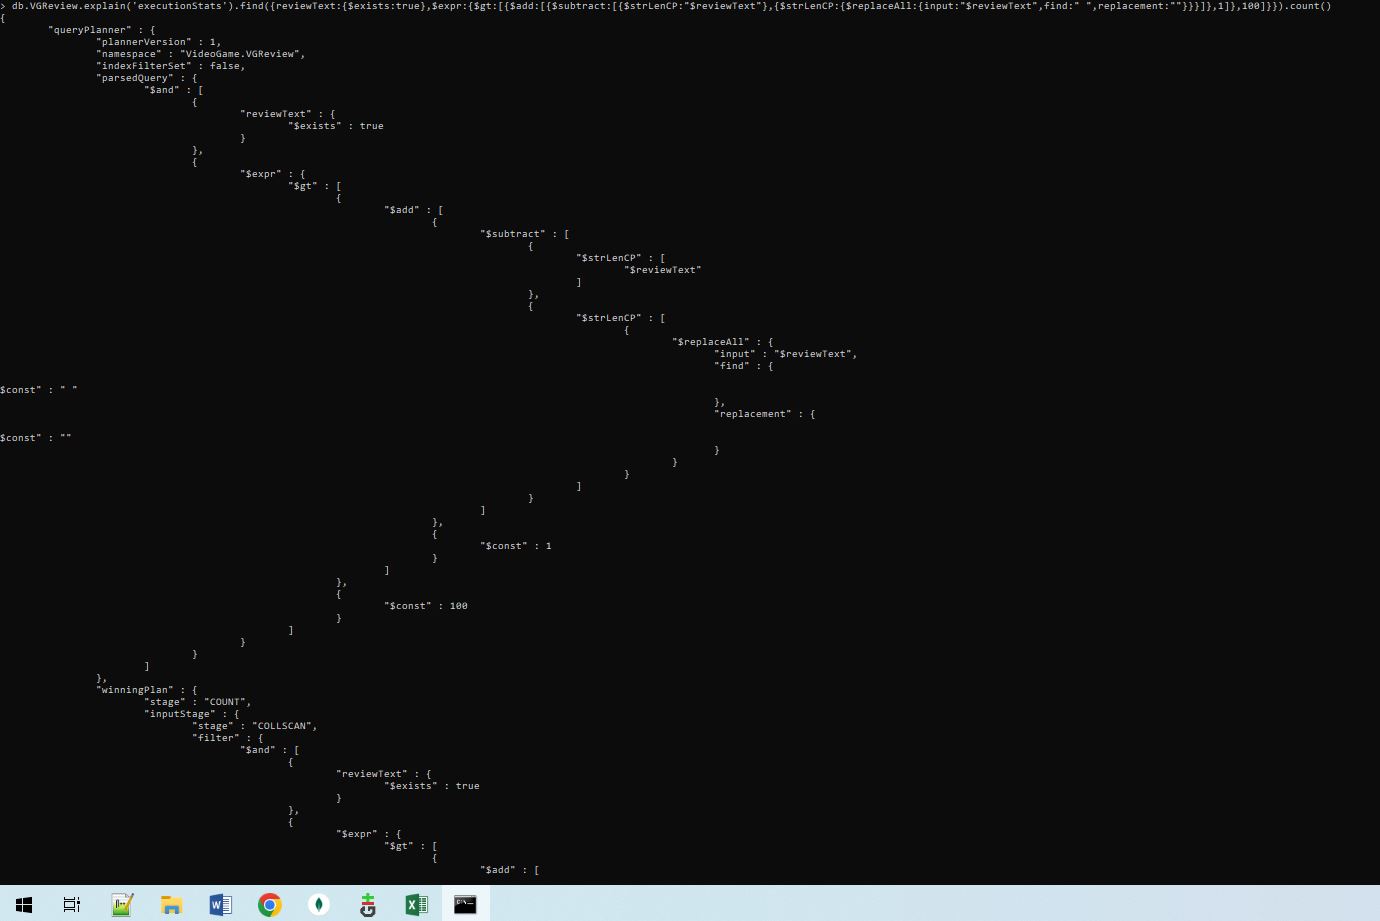 > db.VGReview.explain('executionStats').find({reviewText:{$exists:true},$expr:{$gt:[{$add:[{$subtract:[{$strLenCP:"$reviewText"},{$strLenCP:{$replaceAll:{input:"$reviewText",find:" ",replacement:""}}}]},1]},100]}}).count()
{
"queryPlanner" : {
"plannerVersion" : 1,
"namespace" : "VideoGame.VGReview",
"indexFilterSet" : false,
"parsedQuery" : {
"$and" : [
{
"reviewText" : {
"$exists" : true
}
},
{
"$expr" : {
"$gt" : [
{
"$add" : [
{
"$subtract" : [
{
"$strLenCP" : [
"$reviewText"
]
},
{
"$strLenCP" : [
{
"$replaceAll" : {
"input" : "$reviewText",
"find" : {
$const" : " "
},
"replacement" : {
$const" : ""
}
}
}
]
}
]
},
{
"$const" : 1
}
]
},
{
"$const" : 100
}
]
}
}
]
},
"winningPlan" : {
"stage" : "COUNT",
"inputStage" : {
"stage" : "COLLSCAN",
"filter" : {
"$and" : [
{
"reviewText" : {
"$exists" : true
}
},
{
"$expr" : {
"$gt" : [
{
"$add" : [